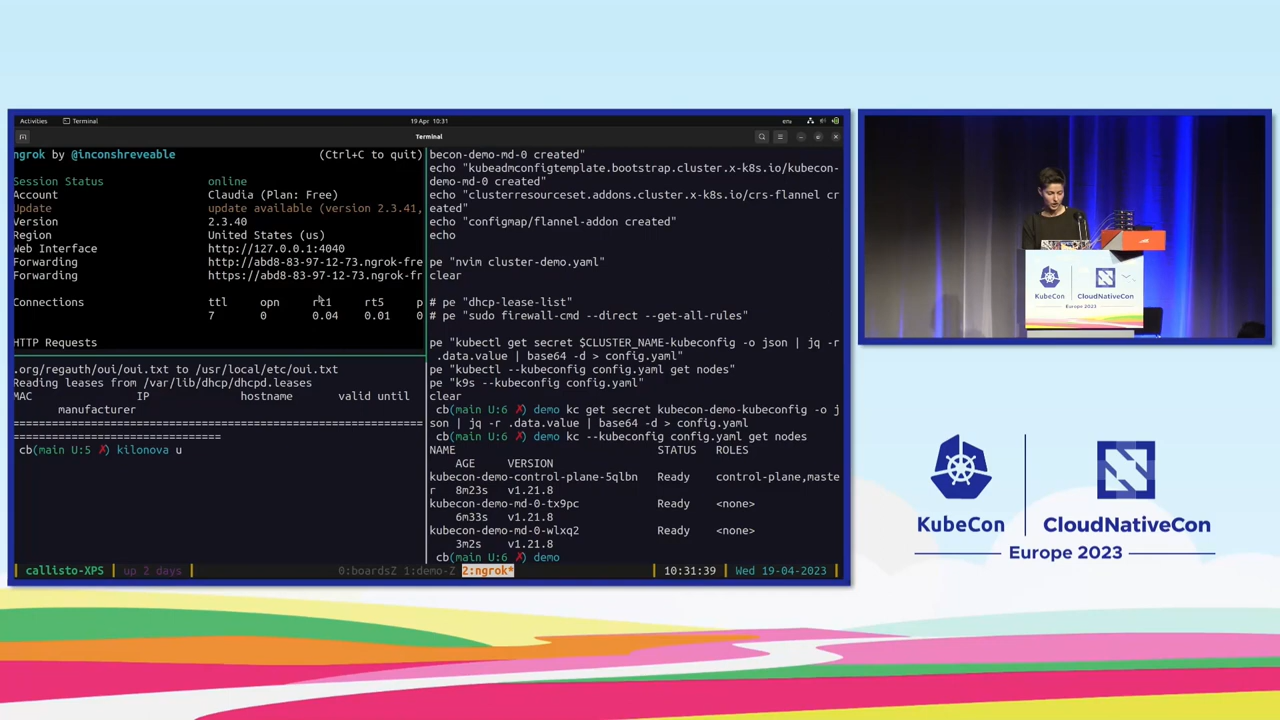 Activities
Terminal
19 Apr 10:31
en₁
Terminal
ngrok by @inconshreveable (Ctrl+C to quit)
Session Status online
Account Claudia (Plan: Free)
Update update available (version 2.3.41,
Version 2.3.40
Region United States (us)
Web Interface http://127.0.0.1:4040
Forwarding http://abd8-83-97-12-73.ngrok-fre
Forwarding https://abd8-83-97-12-73.ngrok-fr
Connections ttl opn rt1 rt5 p
7 0 0.04 0.01 0
HTTP Requests
.org/regauth/oui/oui.txt to /usr/local/etc/oui.txt
Reading leases from /var/lib/dhcp/dhcpd.leases
MAC IP hostname valid until
manufacturer
===============================================================
================================
cb(main U:5 ✗) kilonova u
becon-demo-md-0 created"
echo "kubeadmconfigtemplate.bootstrap.cluster.x-k8s.io/kubecon-
demo-md-0 created"
echo "clusterresourceset.addons.cluster.x-k8s.io/crs-flannel cr
eated"
echo "configmap/flannel-addon created"
echo
pe "nvim cluster-demo.yaml"
clear
# pe "dhcp-lease-list"
# pe "sudo firewall-cmd --direct --get-all-rules"
pe "kubectl get secret $CLUSTER_NAME-kubeconfig -o json | jq -r
.data.value | base64 -d > config.yaml"
pe "kubectl --kubeconfig config.yaml get nodes"
pe "k9s --kubeconfig config.yaml"
clear
cb(main U:6 ✗) demo kc get secret kubecon-demo-kubeconfig -o j
son | jq -r .data.value | base64 -d > config.yaml
cb(main U:6 ✗) demo kc --kubeconfig config.yaml get nodes
NAME STATUS ROLES
AGE VERSION
kubecon-demo-control-plane-5qlbn Ready control-plane,maste
r 8m23s v1.21.8
kubecon-demo-md-0-tx9pc Ready <none>
6m33s v1.21.8
kubecon-demo-md-0-wlxq2 Ready <none>
3m2s v1.21.8
cb(main U:6 ✗) demo
| callisto-XPS | up 2 days | 0:boardsZ 1:demo-Z 2:ngrok* | 10:31:39 | Wed 19-04-2023 |
KubeCon
CloudNativeCon
Europe 2023
KubeCon
CloudNativeCon
Europe 2023